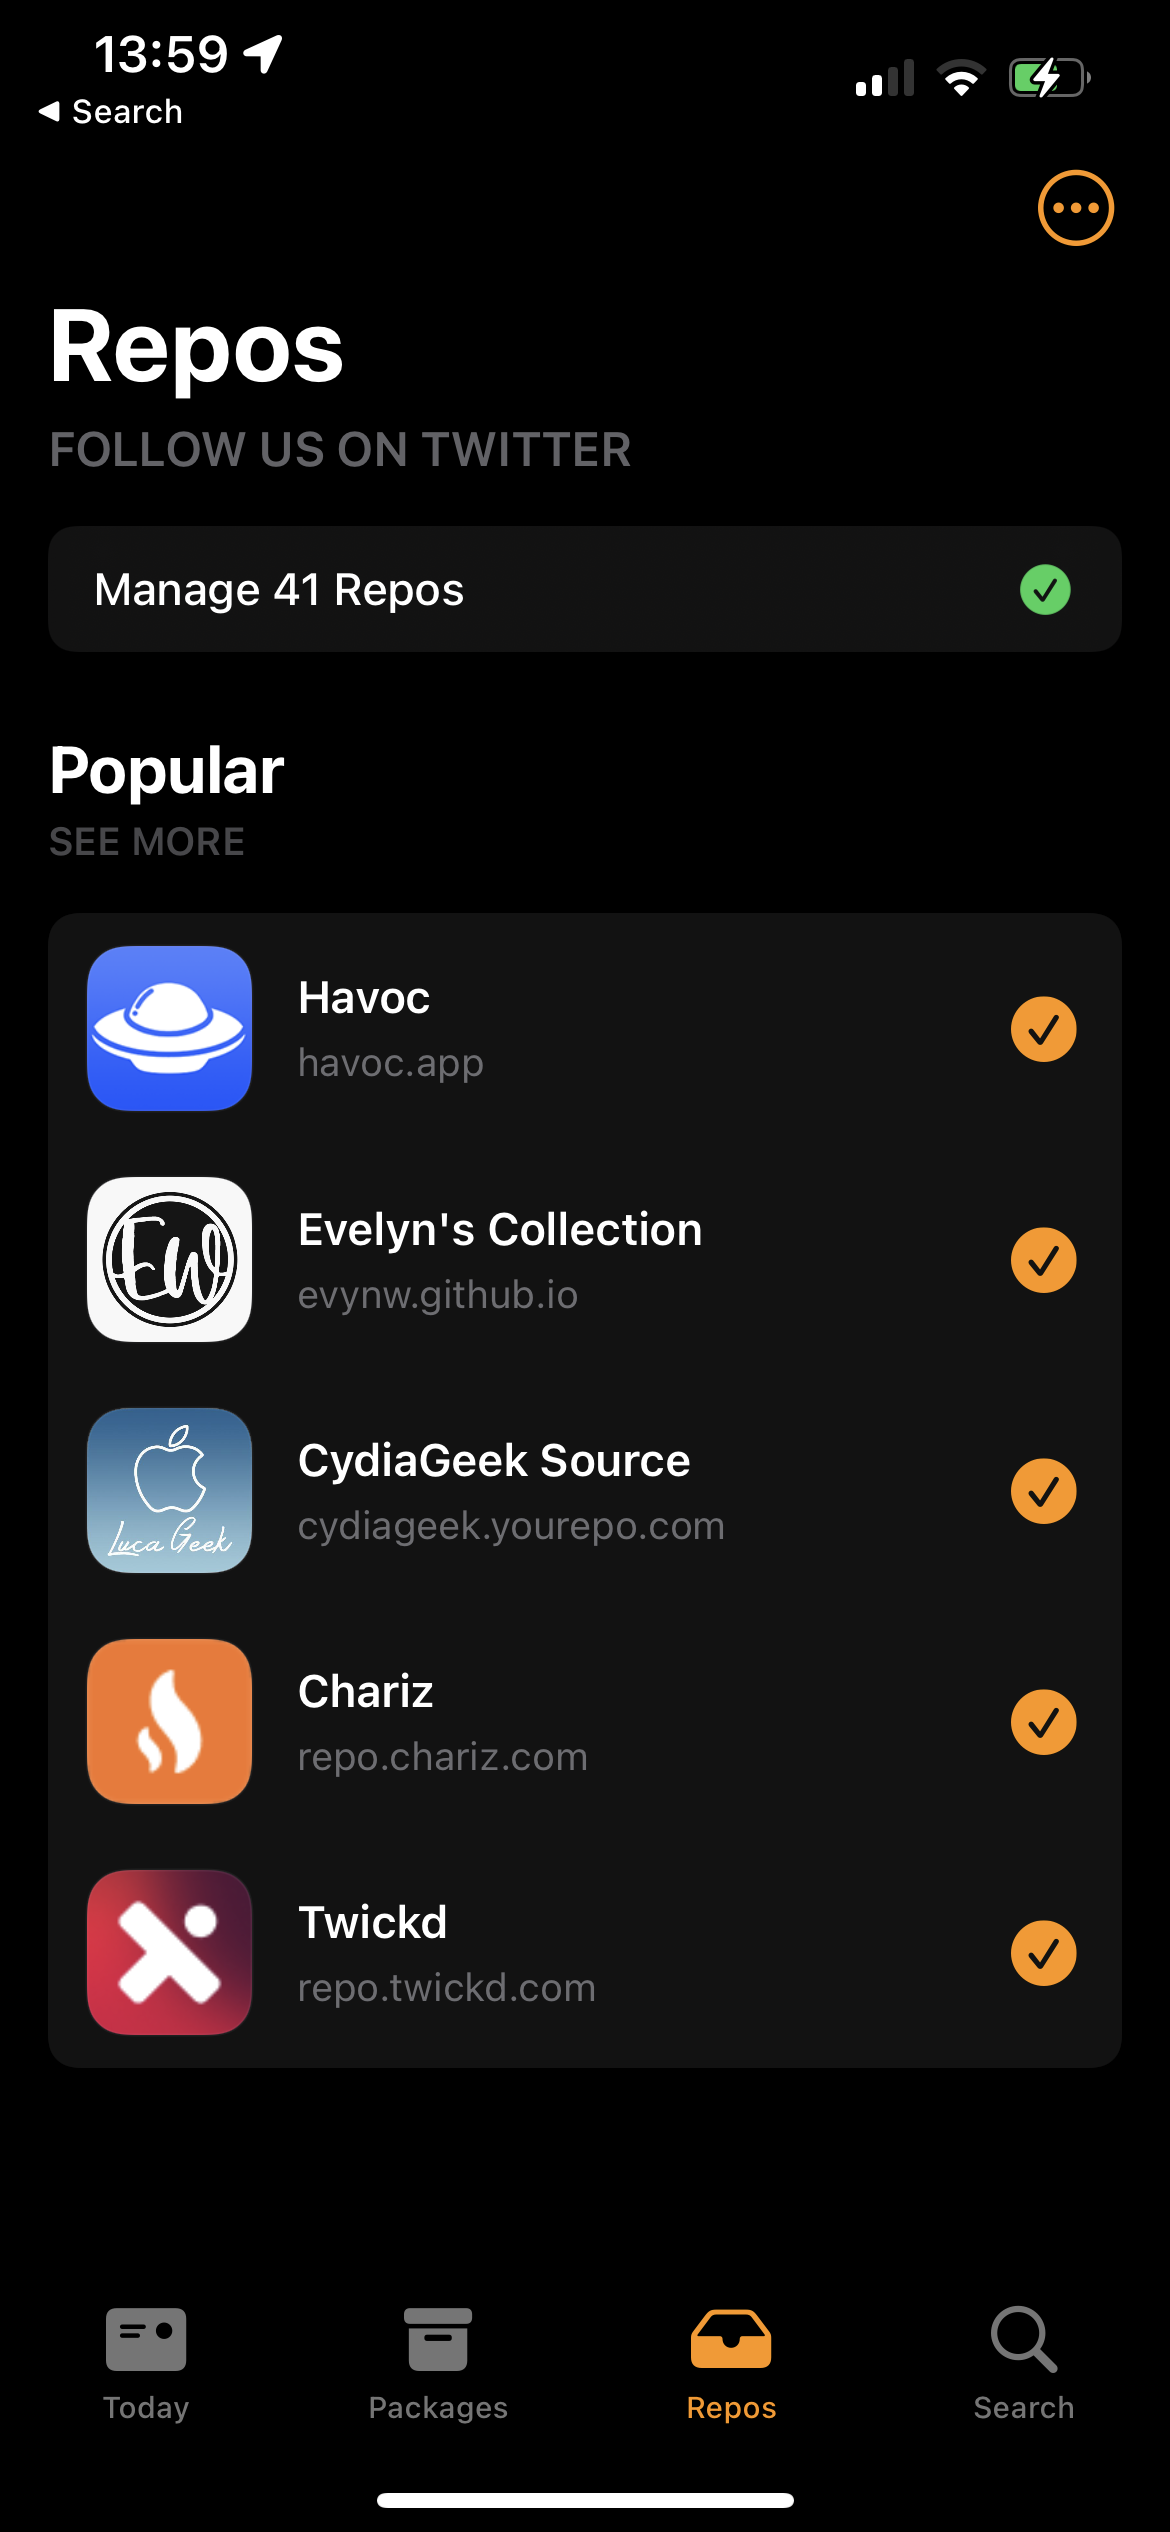 13:59
Search
Repos
FOLLOW US ON TWITTER
Manage 41 Repos
Popular
SEE MORE
Havoc
havoc.app
EW
Evelyn's Collection
evynw.github.io
Luca Geek
CydiaGeek Source
cydiageek.yourepo.com
Chariz
repo.chariz.com
Twickd
repo.twickd.com
Today
Packages
Repos
Search